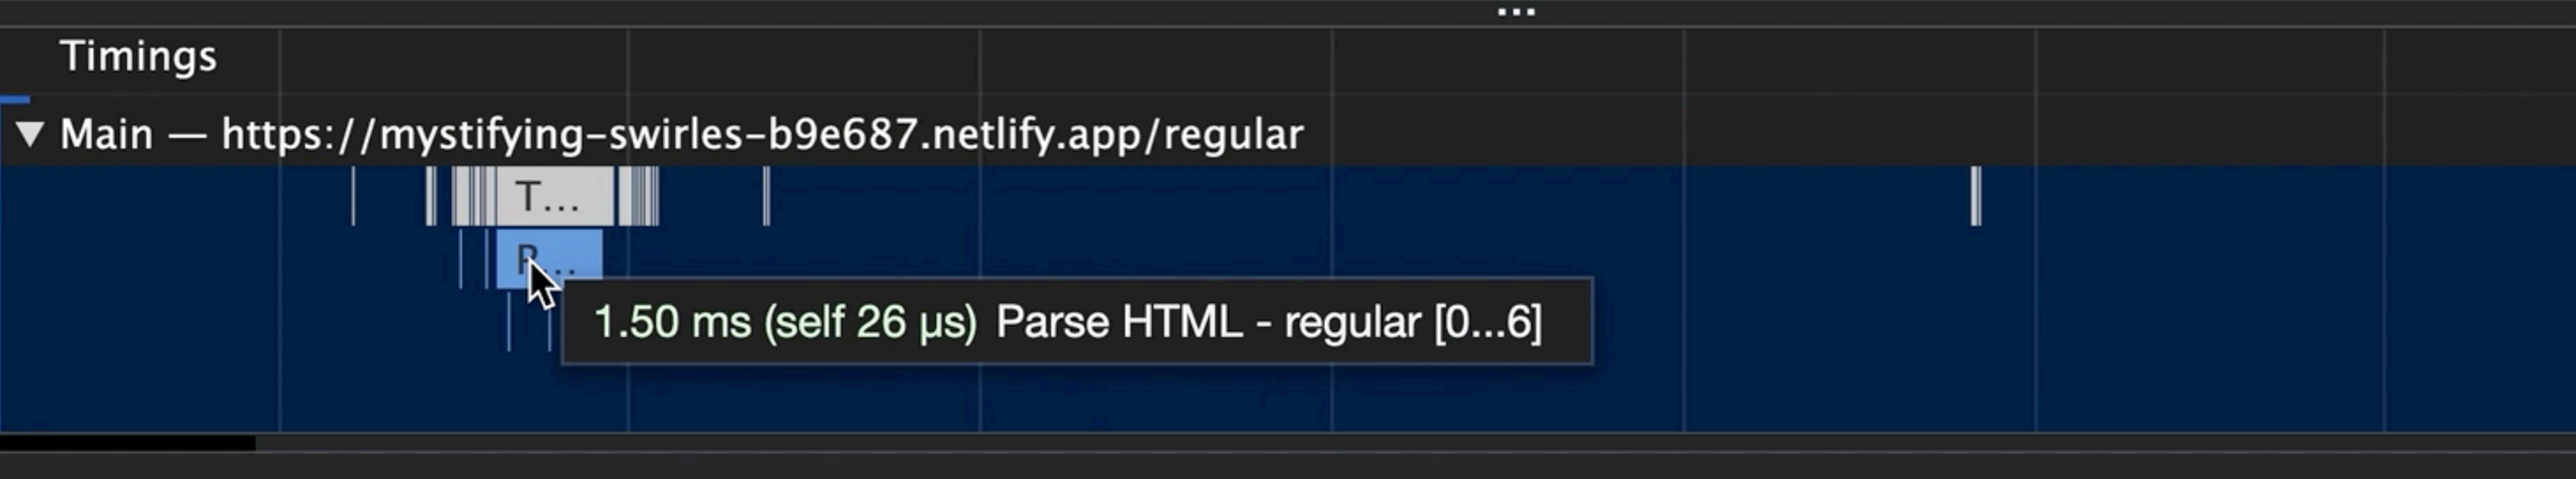 ...
Timings
▼ Main — https://mystifying-swirles-b9e687.netlify.app/regular
T...
P...
1.50 ms (self 26 µs) Parse HTML - regular [0...6]